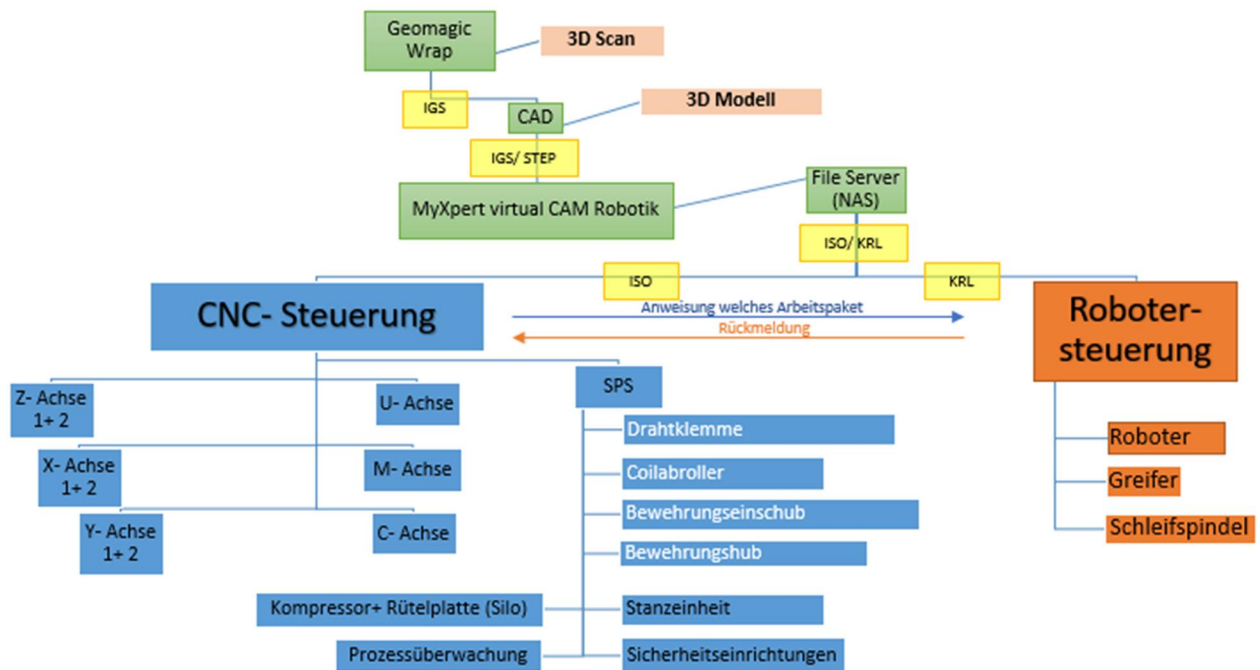 Geomagic
Wrap
3D Scan
IGS
3D Modell
CAD
IGS/ STEP
File Server
(NAS)
MyXpert virtual CAM Robotik
ISO/ KRL
ISO
KRL
CNC- Steuerung
Anweisung welches Arbeitspaket
Rückmeldung
Roboter-
steuerung
Z- Achse
1+ 2
U- Achse
SPS
Drahtklemme
Roboter
X- Achse
1+ 2
M- Achse
Coilabroller
Greifer
Y- Achse
1+ 2
C- Achse
Bewehrungseinschub
Schleifspindel
Bewehrungshub
Kompressor+ Rütelplatte (Silo)
Stanzeinheit
Prozessüberwachung
Sicherheitseinrichtungen